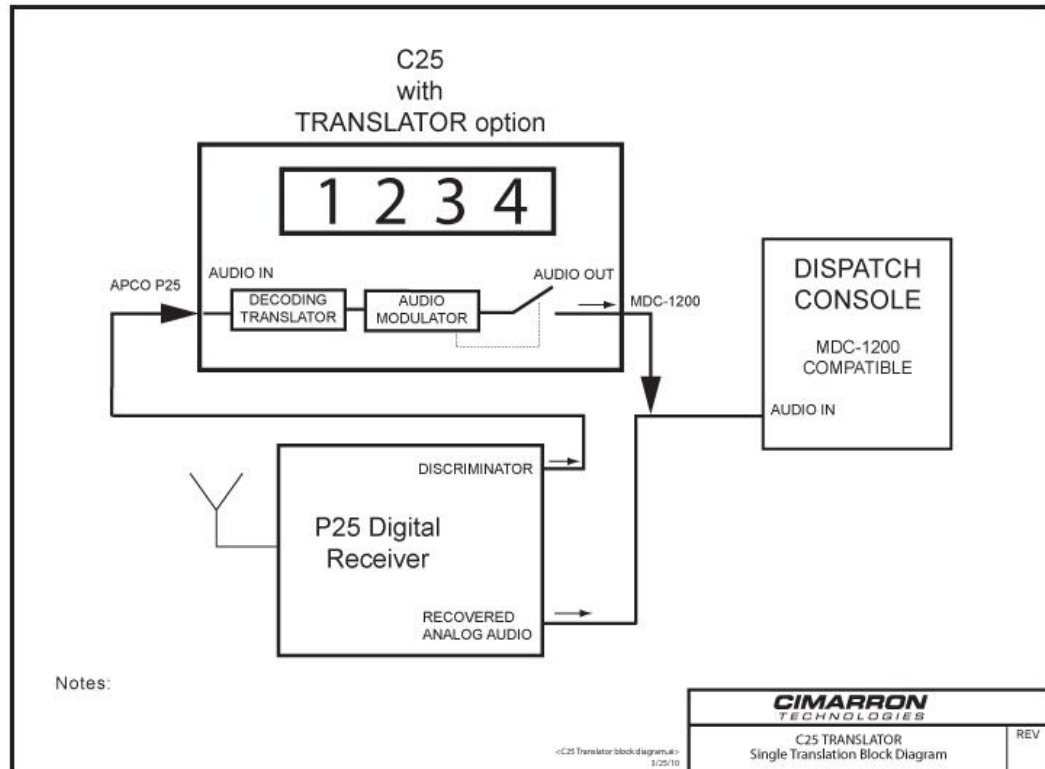 C25
with
TRANSLATOR option
1 2 3 4
APCO P25
AUDIO IN
DECODING
TRANSLATOR
AUDIO
MODULATOR
AUDIO OUT
MDC-1200
DISPATCH
CONSOLE
MDC-1200
COMPATIBLE
AUDIO IN
DISCRIMINATOR
P25 Digital
Receiver
RECOVERED
ANALOG AUDIO
Notes:
<C25 Translator block diagram.ai>
3/25/10
CIMARRON
TECHNOLOGIES
C25 TRANSLATOR
Single Translation Block Diagram
REV